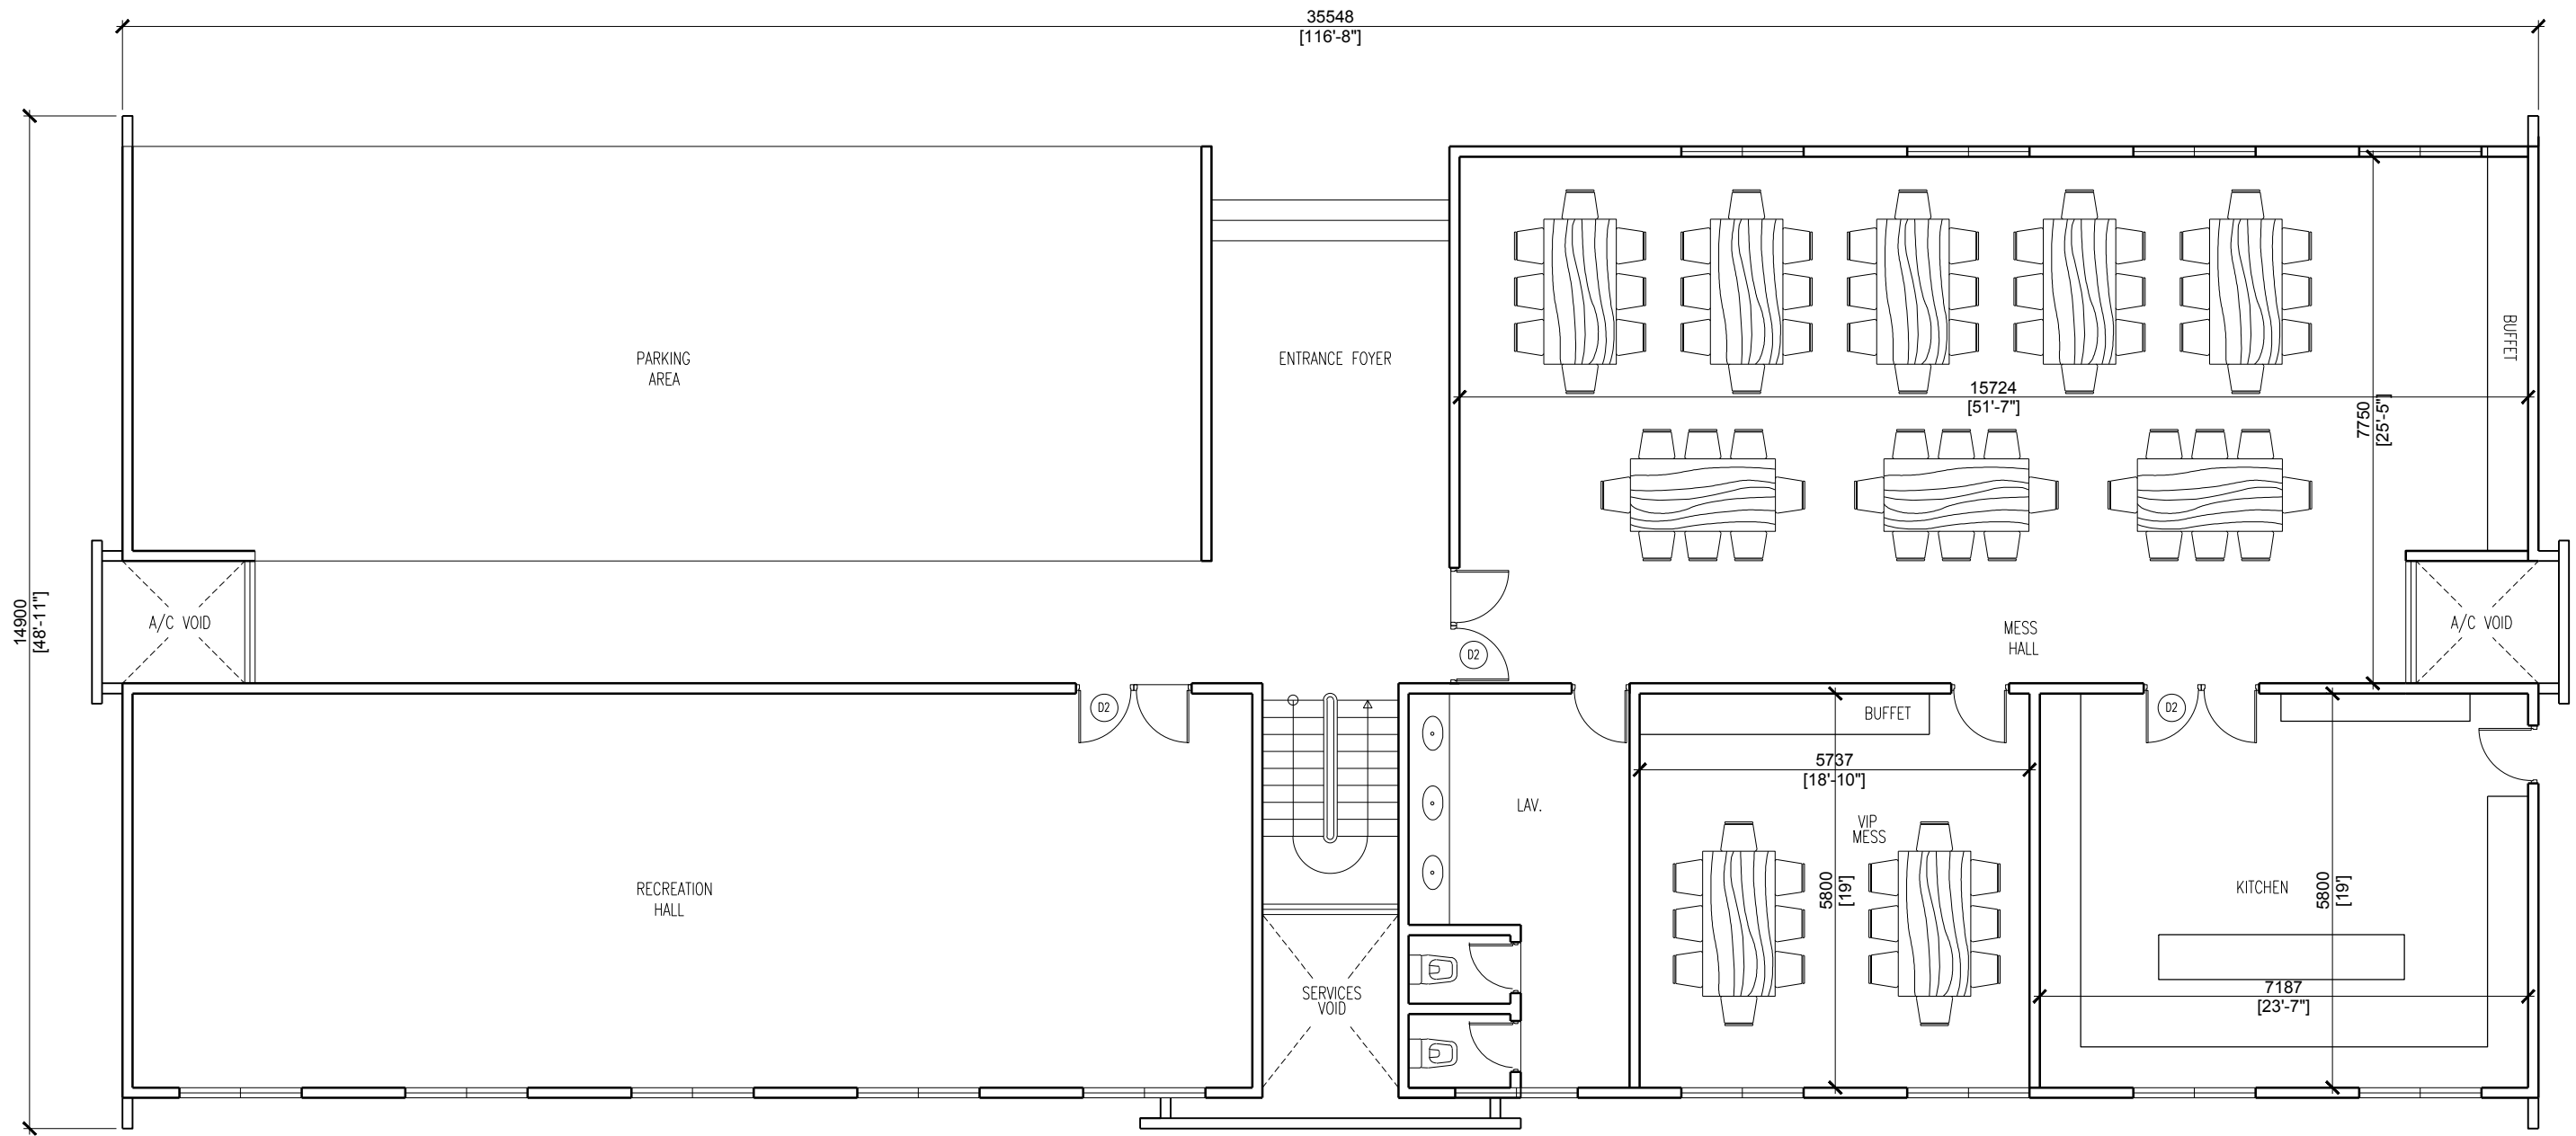 35548
[116'-8"]
14900
[48'-11"]
PARKING
AREA
ENTRANCE FOYER
BUFFET
15724
[51'-7"]
7750
[25'-5"]
A/C VOID
MESS
HALL
A/C VOID
D2
D2
D2
BUFFET
5737
[18'-10"]
LAV.
VIP
MESS
5800
[19']
RECREATION
HALL
KITCHEN
5800
[19']
SERVICES
VOID
7187
[23'-7"]